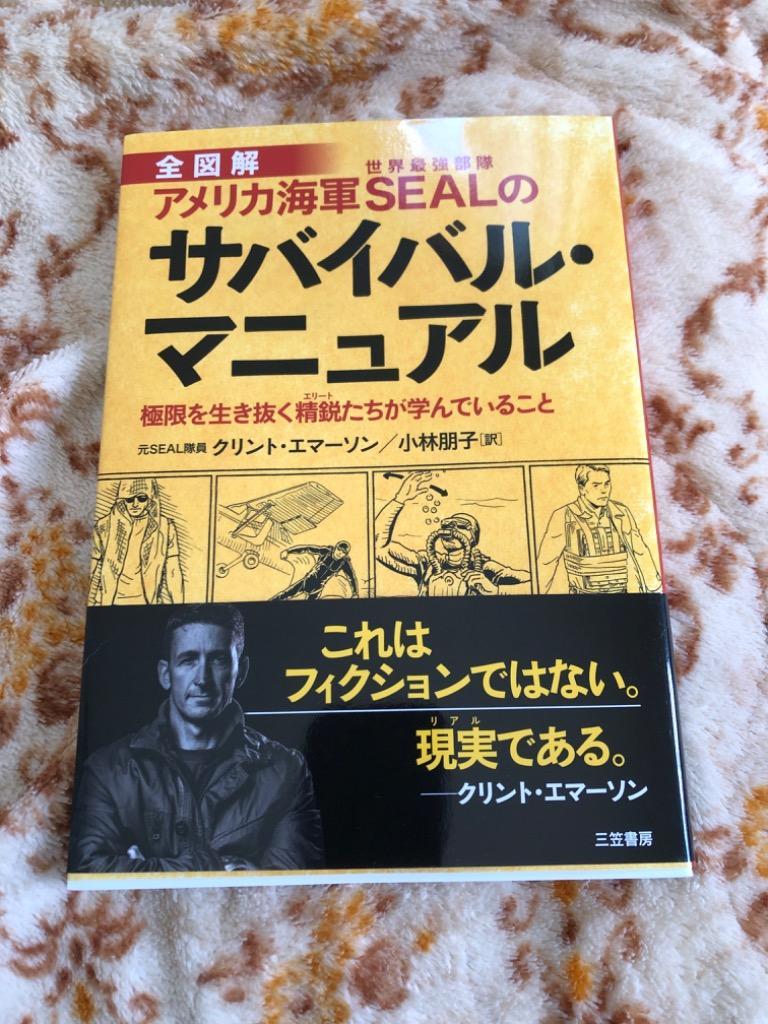 全図解
世界最強部隊
アメリカ海軍SEALの
サバイバル・
マニュアル
エリート
極限を生き抜く精鋭たちが学んでいること
元SEAL隊員 クリント・エマーソン/小林朋子[訳]
これは
フィクションではない。
リアル
現実である。
──クリント・エマーソン
三笠書房